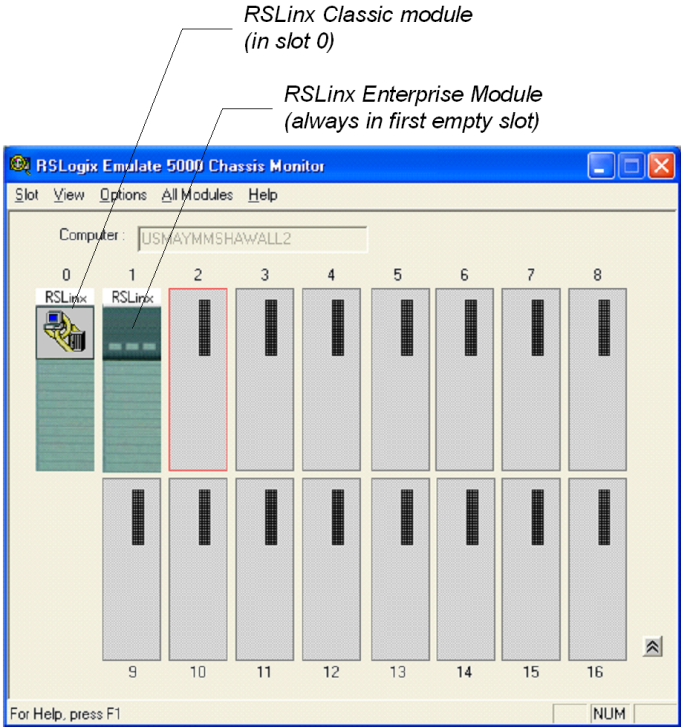 RSLinx Classic module
(in slot 0)
RSLinx Enterprise Module
(always in first empty slot)
RSLogix Emulate 5000 Chassis Monitor
Slot View Options All Modules Help
Computer : USMAYMMSHAWALL2
0 1 2 3 4 5 6 7 8
RSLinx RSLinx
9 10 11 12 13 14 15 16
For Help, press F1 NUM